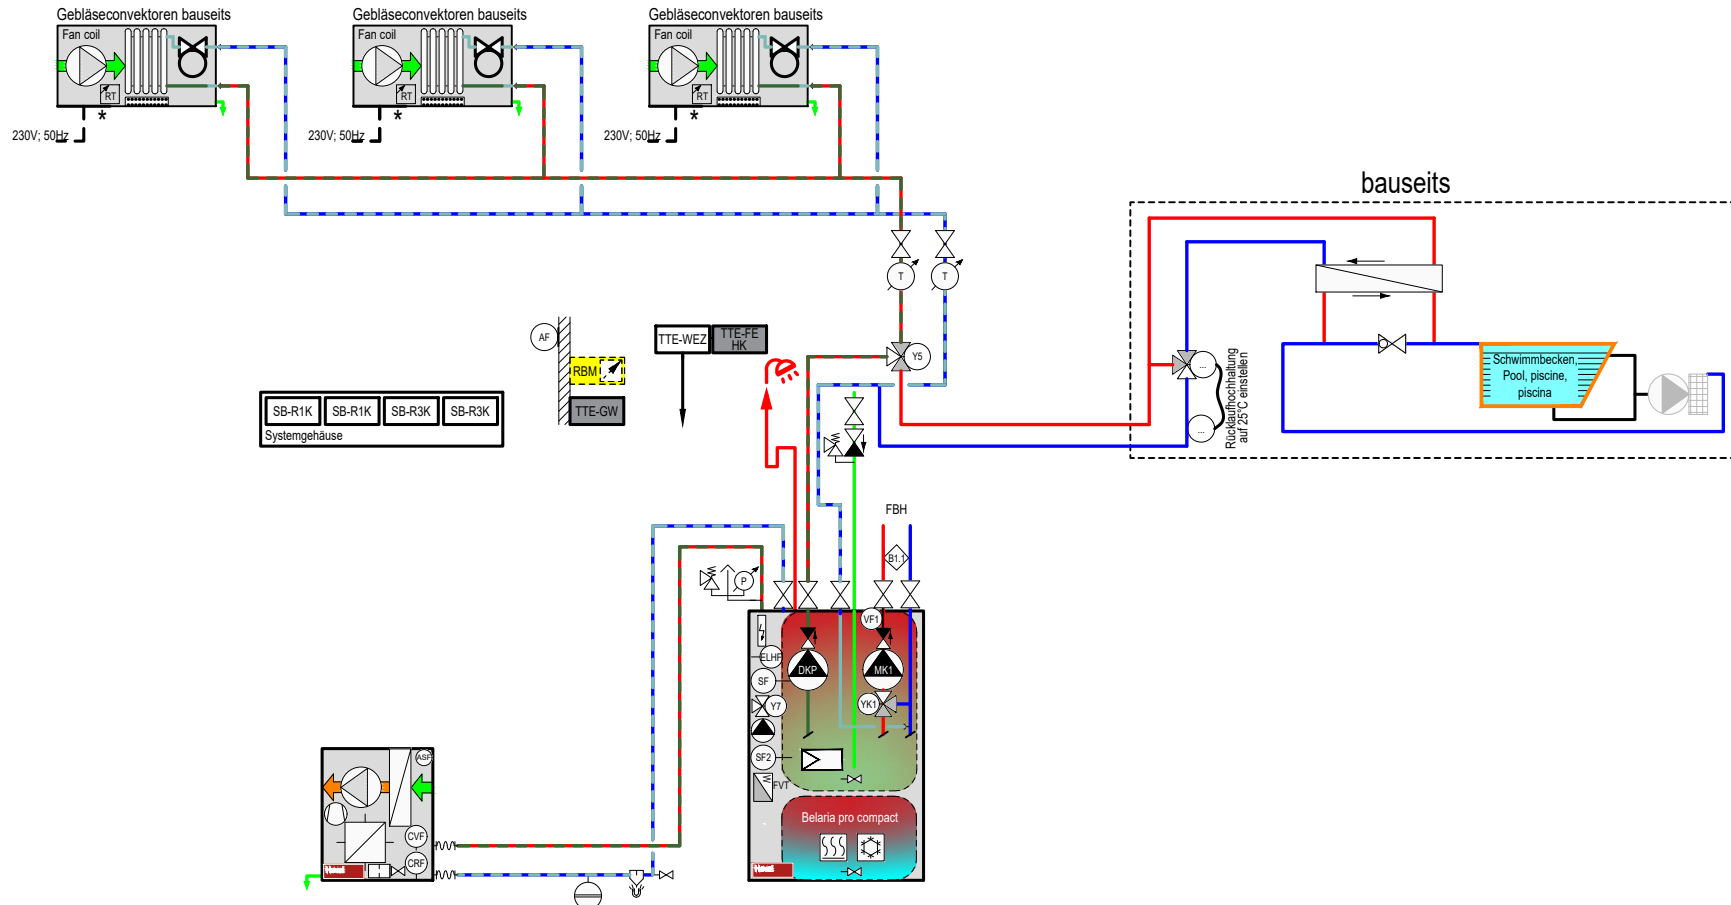 Gebläseconvektoren bauseits
Gebläseconvektoren bauseits
Gebläseconvektoren bauseits
Fan coil
Fan coil
Fan coil
RT
RT
RT
*
*
*
230V; 50Hz
230V; 50Hz
230V; 50Hz
bauseits
T
T
AF
TTE-WEZ
TTE-FE
HK
Y5
RBM
TTE-GW
SB-R1K
SB-R1K
SB-R3K
SB-R3K
Systemgehäuse
...
...
Rücklaufhochhaltung
auf 25°C einstellen
Schwimmbecken,
Pool, piscine,
piscina
FBH
B1.1
P
VF1
ELHF
SF
DKP
MK1
Y7
YK1
SF2
FVT
Belaria pro compact
ASF
CVF
CRF